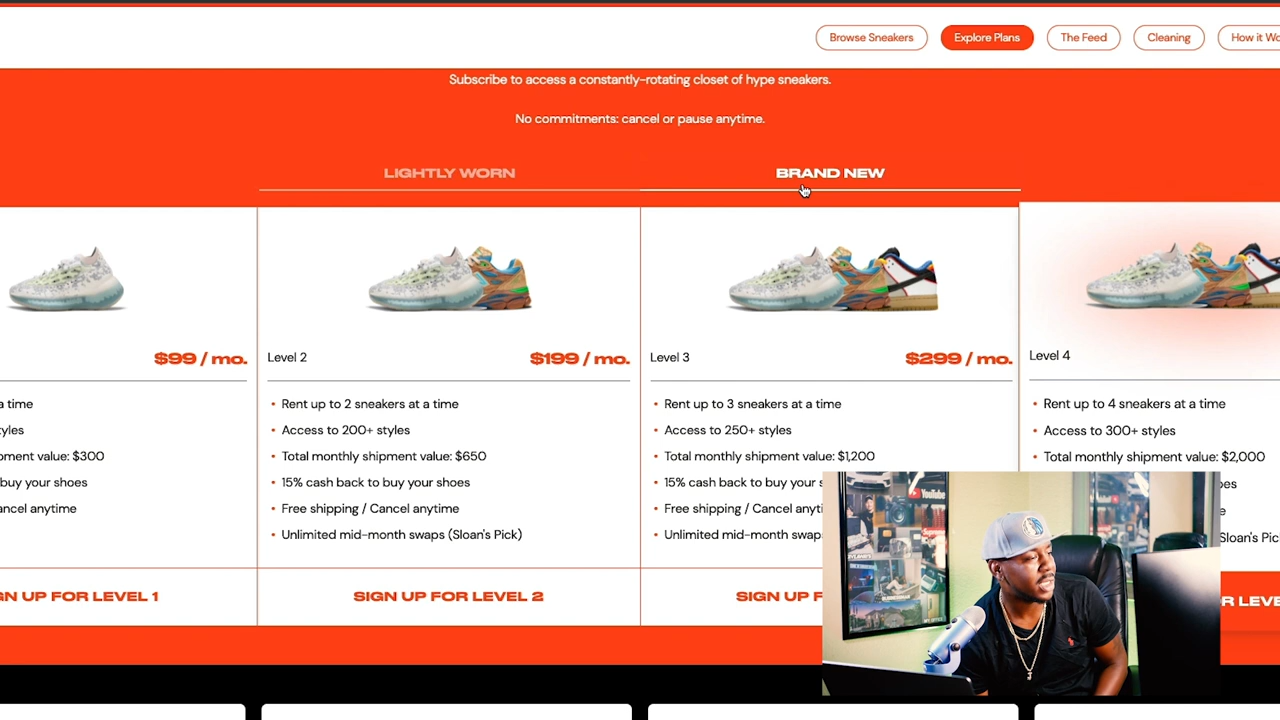 Browse Sneakers
Explore Plans
The Feed
Cleaning
How it Wo
Subscribe to access a constantly-rotating closet of hype sneakers.
No commitments: cancel or pause anytime.
LIGHTLY WORN
BRAND NEW
$99 / mo.
a time
tyles
pment value: $300
buy your shoes
ancel anytime
GN UP FOR LEVEL 1
Level 2
$199 / mo.
• Rent up to 2 sneakers at a time
• Access to 200+ styles
• Total monthly shipment value: $650
• 15% cash back to buy your shoes
• Free shipping / Cancel anytime
• Unlimited mid-month swaps (Sloan's Pick)
SIGN UP FOR LEVEL 2
Level 3
$299 / mo.
• Rent up to 3 sneakers at a time
• Access to 250+ styles
• Total monthly shipment value: $1,200
• 15% cash back to buy your s
• Free shipping / Cancel anyti
• Unlimited mid-month swaps
SIGN UP F
Level 4
• Rent up to 4 sneakers at a time
• Access to 300+ styles
• Total monthly shipment value: $2,000
oes
e
Sloan's Pic
R LEVE
YouTube